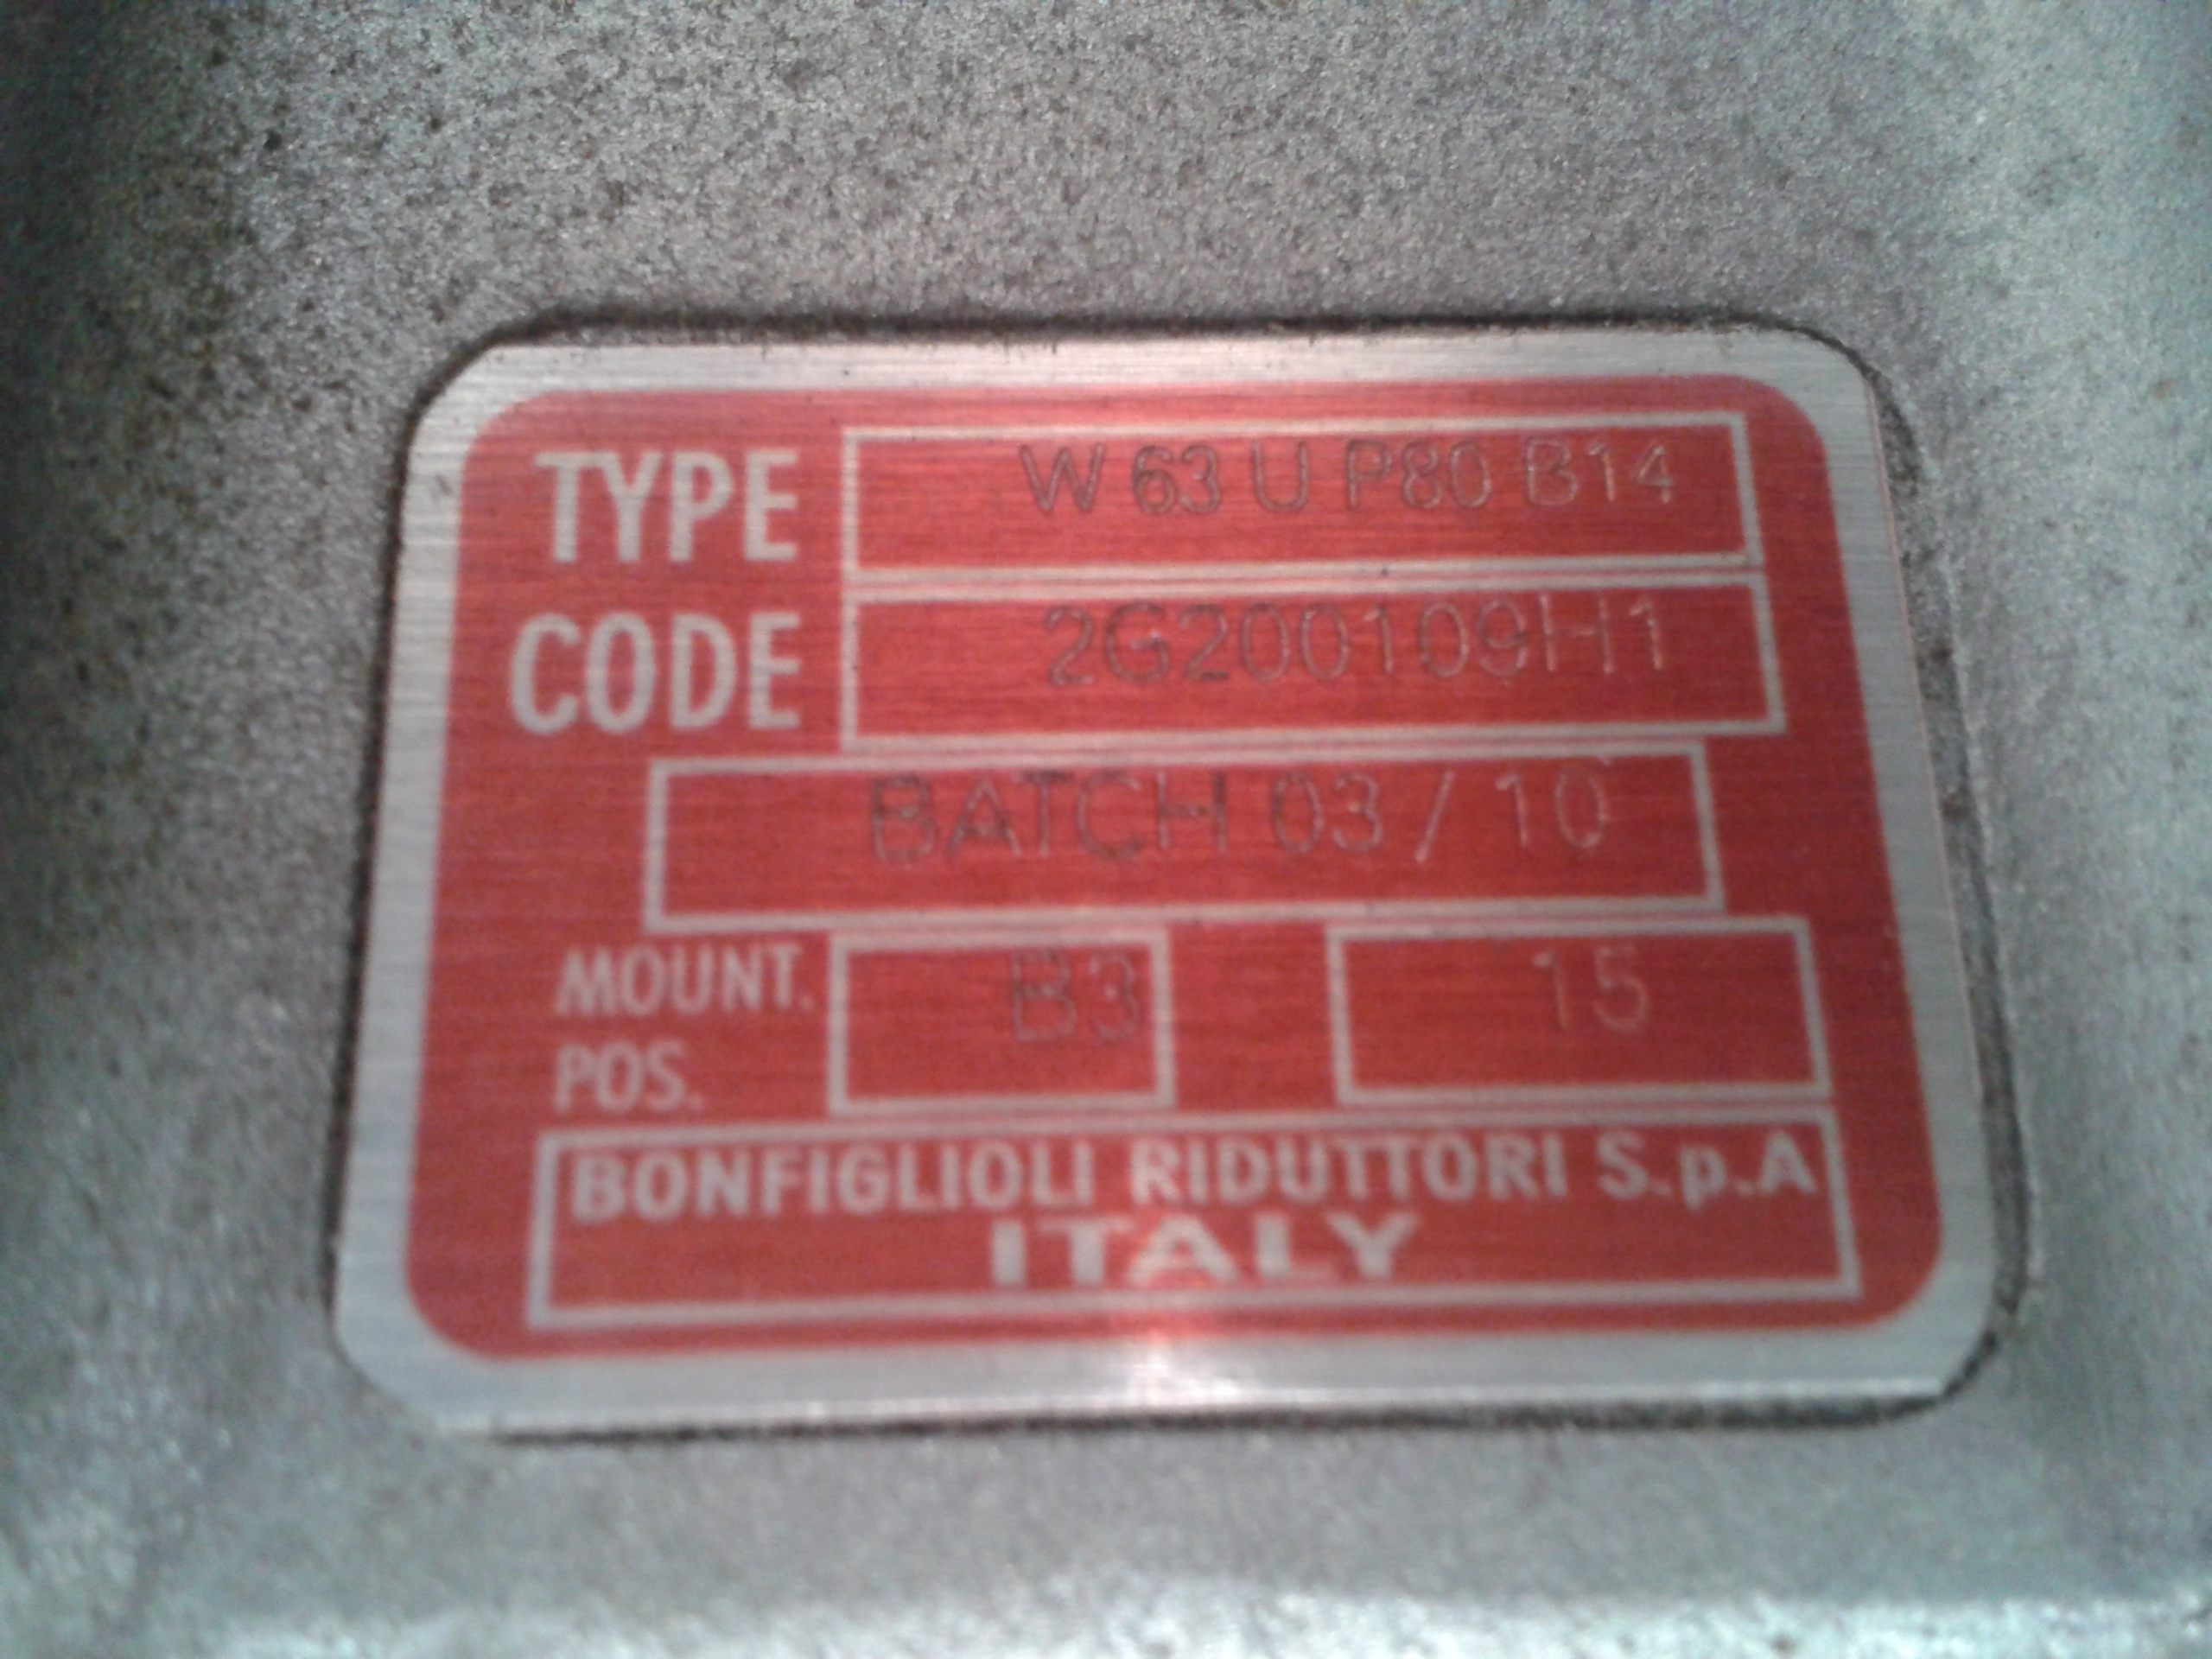 TYPE W 63 U P80 B14
CODE 2G200109H1
BATCH 03 / 10
MOUNT. POS. B3 15
BONFIGLIOLI RIDUTTORI S.p.A
ITALY